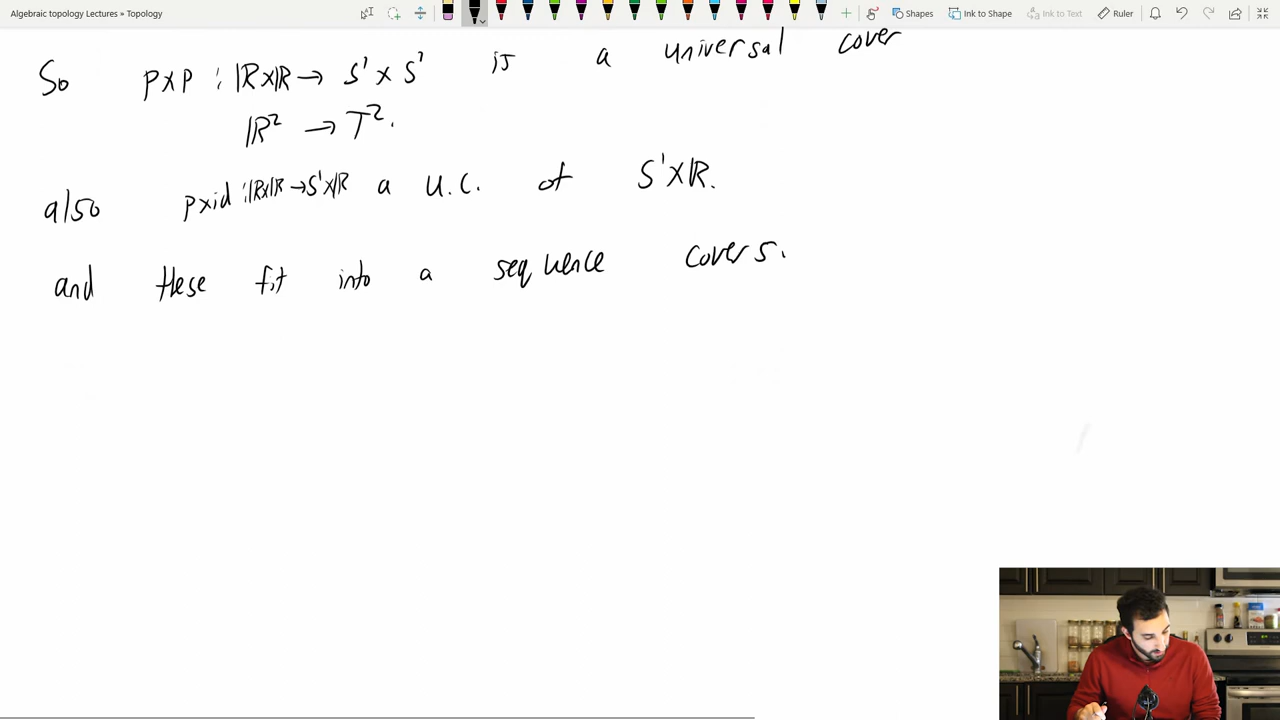 Algebraic topology Lectures » Topology
Shapes Ink to Shape Ink to Text Ruler
So p×p : ℝ×ℝ → S¹ × S¹ is a universal cover
ℝ² → T².
also p×id : ℝ×ℝ → S¹×ℝ a U.C. of S¹×ℝ.
and these fit into a sequence covers.